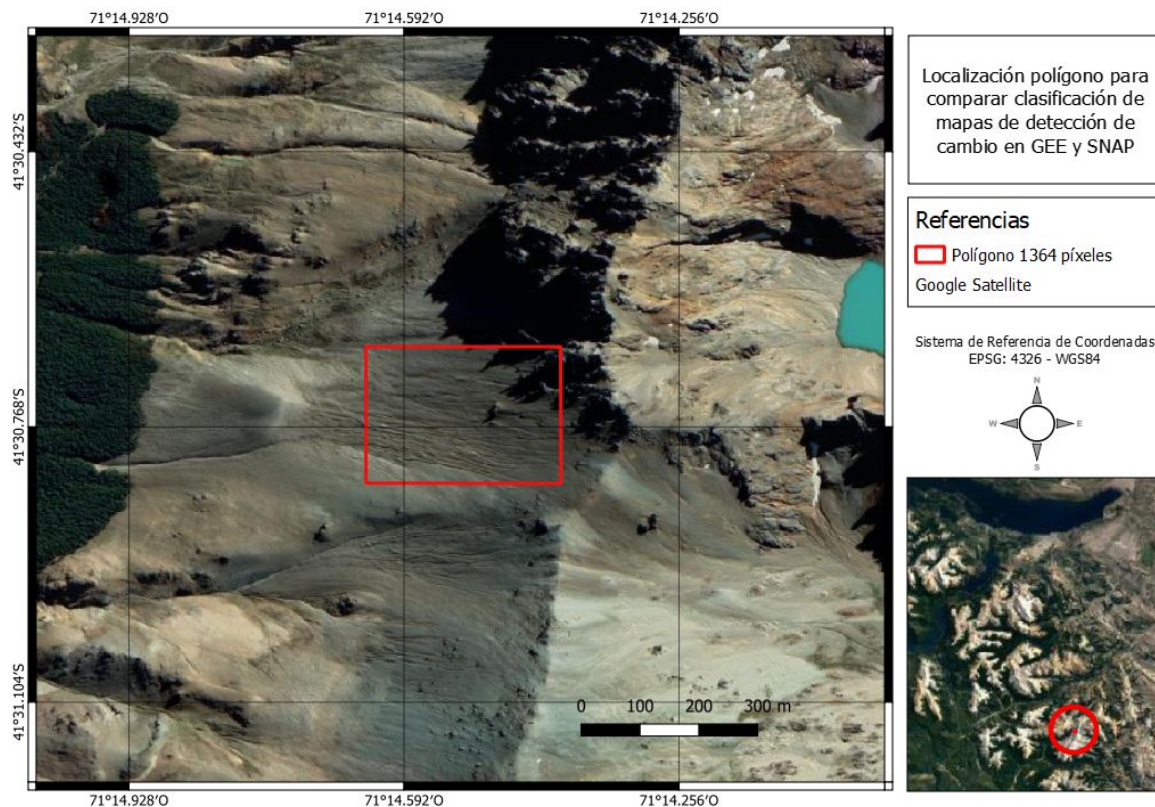 71°14.928'O 71°14.592'O 71°14.256'O
41°30.432'S
41°30.768'S
41°31.104'S
0 100 200 300 m
71°14.928'O 71°14.592'O 71°14.256'O
Localización polígono para
comparar clasificación de
mapas de detección de
cambio en GEE y SNAP
Referencias
Polígono 1364 píxeles
Google Satellite
Sistema de Referencia de Coordenadas
EPSG: 4326 - WGS84
N
W E
S